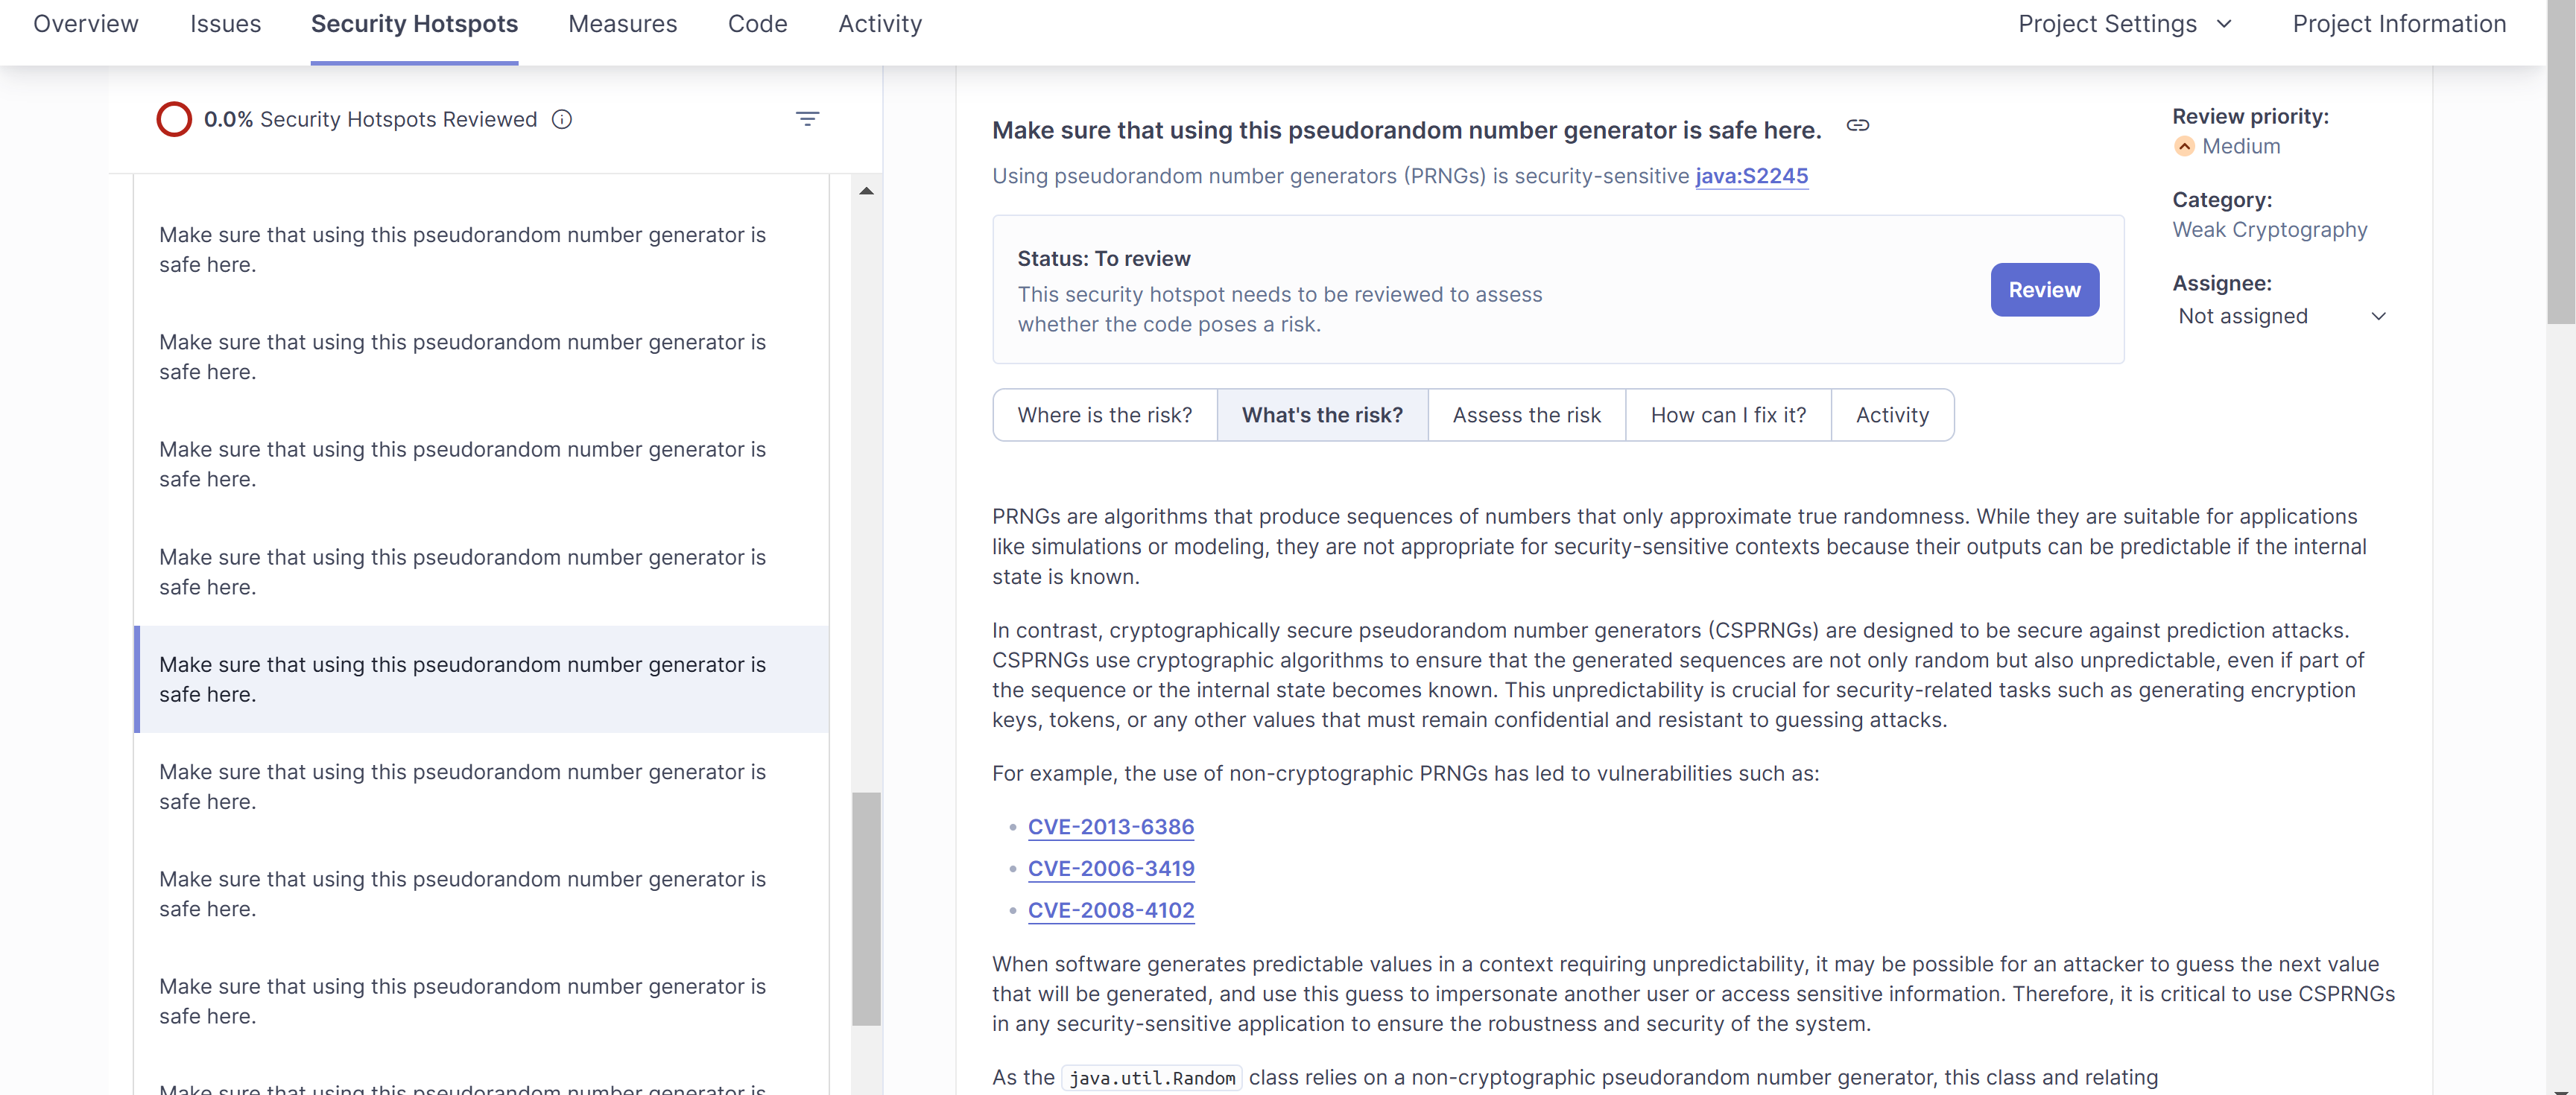 Overview Issues Security Hotspots Measures Code Activity Project Settings Project Information
0.0% Security Hotspots Reviewed
Make sure that using this pseudorandom number generator is
safe here.
Make sure that using this pseudorandom number generator is
safe here.
Make sure that using this pseudorandom number generator is
safe here.
Make sure that using this pseudorandom number generator is
safe here.
Make sure that using this pseudorandom number generator is
safe here.
Make sure that using this pseudorandom number generator is
safe here.
Make sure that using this pseudorandom number generator is
safe here.
Make sure that using this pseudorandom number generator is
safe here.
Make sure that using this pseudorandom number generator is
Make sure that using this pseudorandom number generator is safe here.
Using pseudorandom number generators (PRNGs) is security-sensitive java:S2245
Status: To review
This security hotspot needs to be reviewed to assess
whether the code poses a risk.
Review
Review priority:
Medium
Category:
Weak Cryptography
Assignee:
Not assigned
Where is the risk? What's the risk? Assess the risk How can I fix it? Activity
PRNGs are algorithms that produce sequences of numbers that only approximate true randomness. While they are suitable for applications
like simulations or modeling, they are not appropriate for security-sensitive contexts because their outputs can be predictable if the internal
state is known.
In contrast, cryptographically secure pseudorandom number generators (CSPRNGs) are designed to be secure against prediction attacks.
CSPRNGs use cryptographic algorithms to ensure that the generated sequences are not only random but also unpredictable, even if part of
the sequence or the internal state becomes known. This unpredictability is crucial for security-related tasks such as generating encryption
keys, tokens, or any other values that must remain confidential and resistant to guessing attacks.
For example, the use of non-cryptographic PRNGs has led to vulnerabilities such as:
• CVE-2013-6386
• CVE-2006-3419
• CVE-2008-4102
When software generates predictable values in a context requiring unpredictability, it may be possible for an attacker to guess the next value
that will be generated, and use this guess to impersonate another user or access sensitive information. Therefore, it is critical to use CSPRNGs
in any security-sensitive application to ensure the robustness and security of the system.
As the java.util.Random class relies on a non-cryptographic pseudorandom number generator, this class and relating